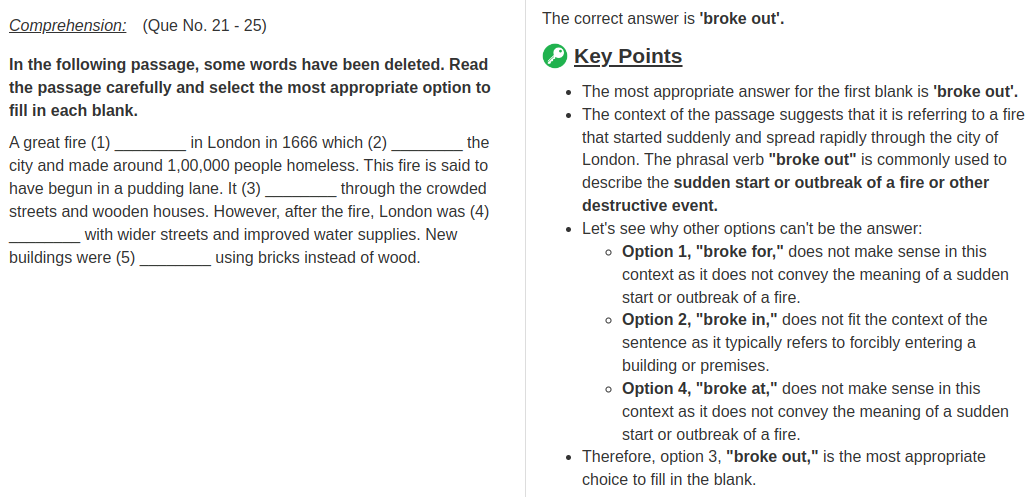 Comprehension: (Que No. 21 - 25)
In the following passage, some words have been deleted. Read
the passage carefully and select the most appropriate option to
fill in each blank.
A great fire (1) ________ in London in 1666 which (2) ________ the
city and made around 1,00,000 people homeless. This fire is said to
have begun in a pudding lane. It (3) ________ through the crowded
streets and wooden houses. However, after the fire, London was (4)
________ with wider streets and improved water supplies. New
buildings were (5) ________ using bricks instead of wood.
The correct answer is 'broke out'.
Key Points
• The most appropriate answer for the first blank is 'broke out'.
• The context of the passage suggests that it is referring to a fire
that started suddenly and spread rapidly through the city of
London. The phrasal verb "broke out" is commonly used to
describe the sudden start or outbreak of a fire or other
destructive event.
• Let's see why other options can't be the answer:
◦ Option 1, "broke for," does not make sense in this
context as it does not convey the meaning of a sudden
start or outbreak of a fire.
◦ Option 2, "broke in," does not fit the context of the
sentence as it typically refers to forcibly entering a
building or premises.
◦ Option 4, "broke at," does not make sense in this
context as it does not convey the meaning of a sudden
start or outbreak of a fire.
• Therefore, option 3, "broke out," is the most appropriate
choice to fill in the blank.